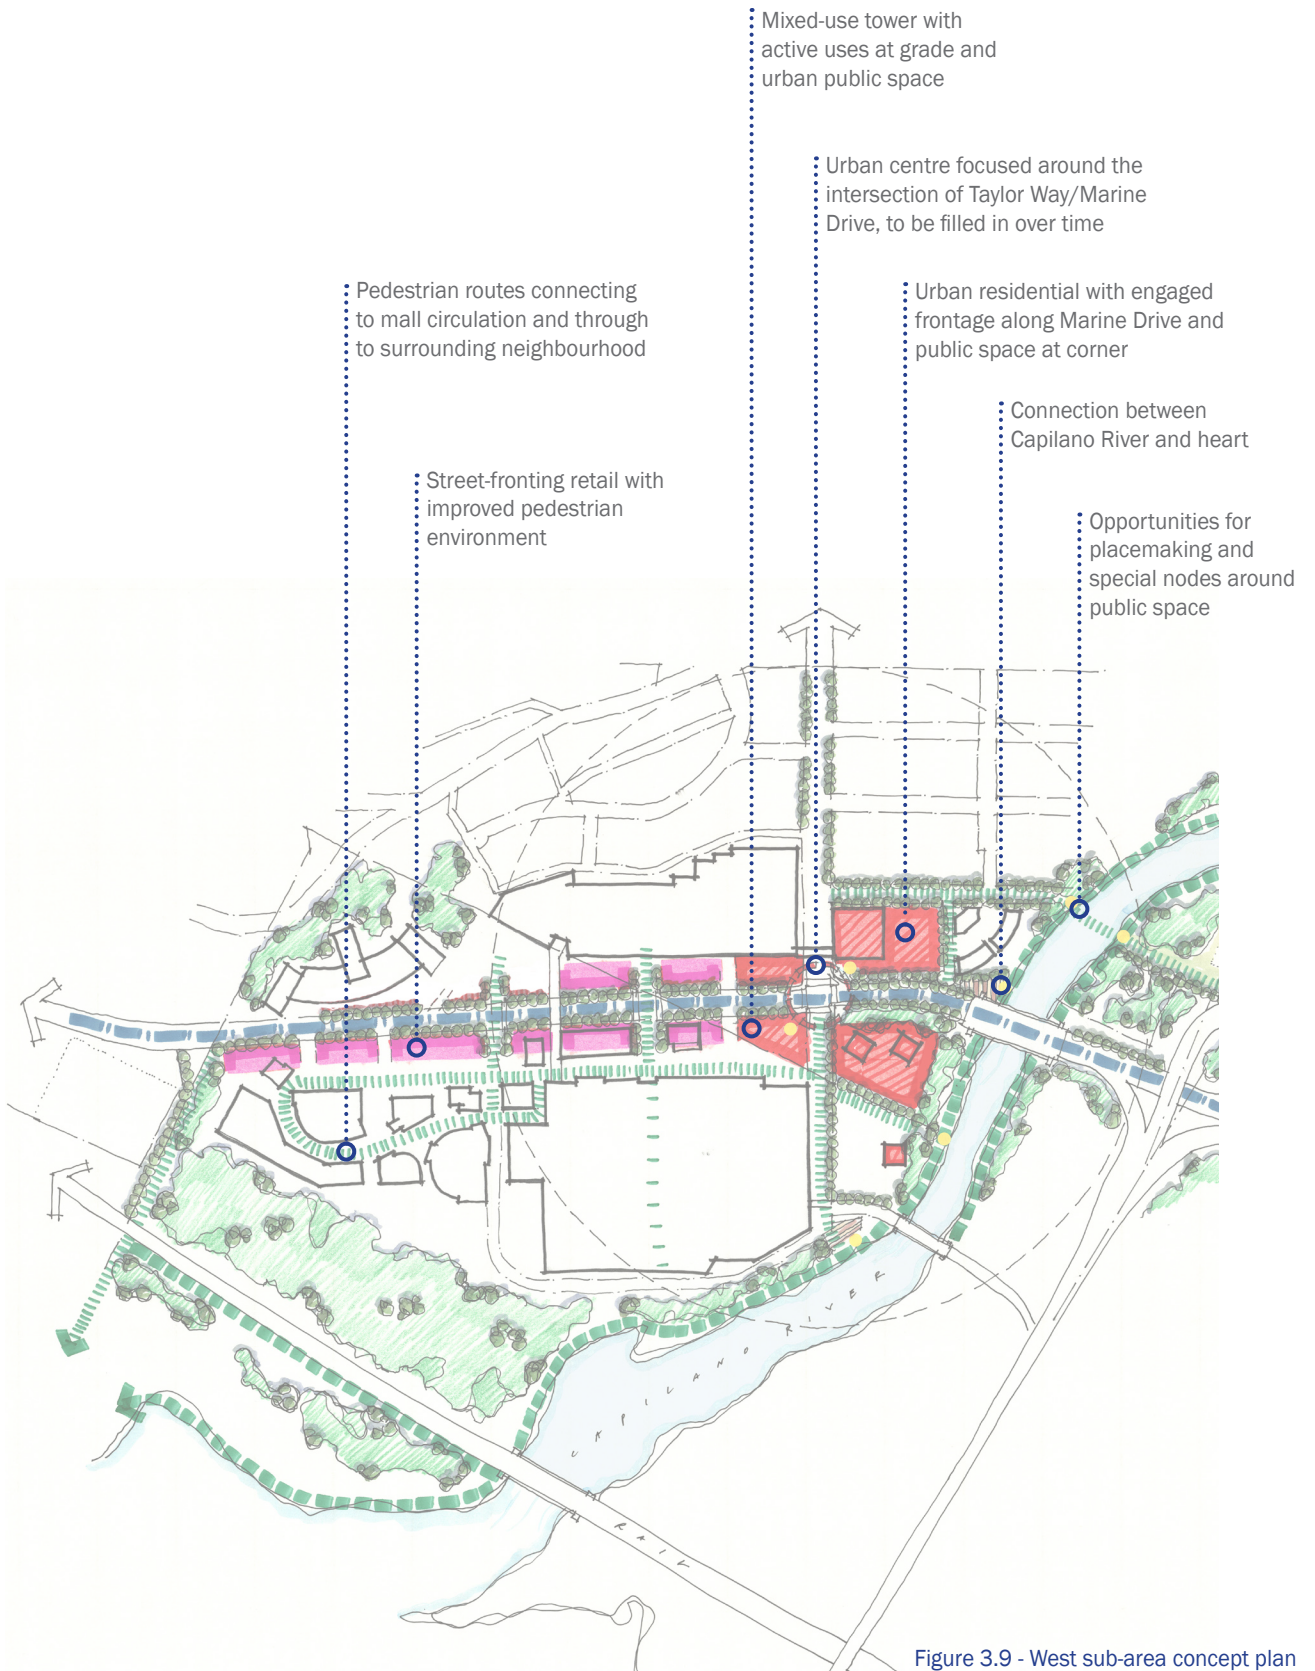 Mixed-use tower with
active uses at grade and
urban public space
Urban centre focused around the
intersection of Taylor Way/Marine
Drive, to be filled in over time
Pedestrian routes connecting
to mall circulation and through
to surrounding neighbourhood
Urban residential with engaged
frontage along Marine Drive and
public space at corner
Connection between
Capilano River and heart
Street-fronting retail with
improved pedestrian
environment
Opportunities for
placemaking and
special nodes around
public space
CAPILANO RIVER
RAIL
Figure 3.9 - West sub-area concept plan